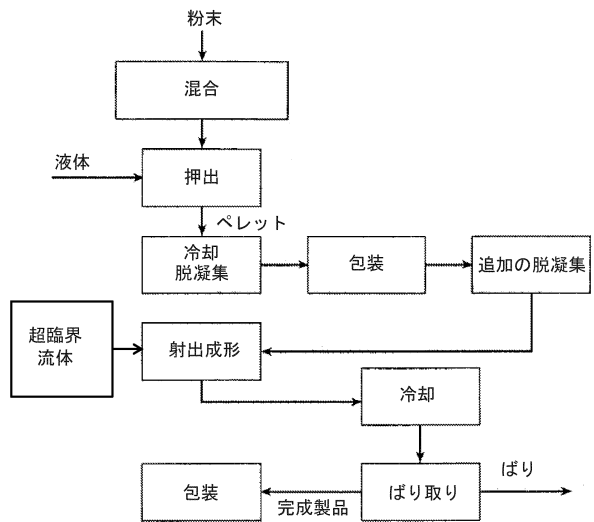 粉末
混合
液体
押出
ペレット
冷却
脱凝集
包装
追加の脱凝集
超臨界
流体
射出成形
冷却
ばり
包装
完成製品
ばり取り